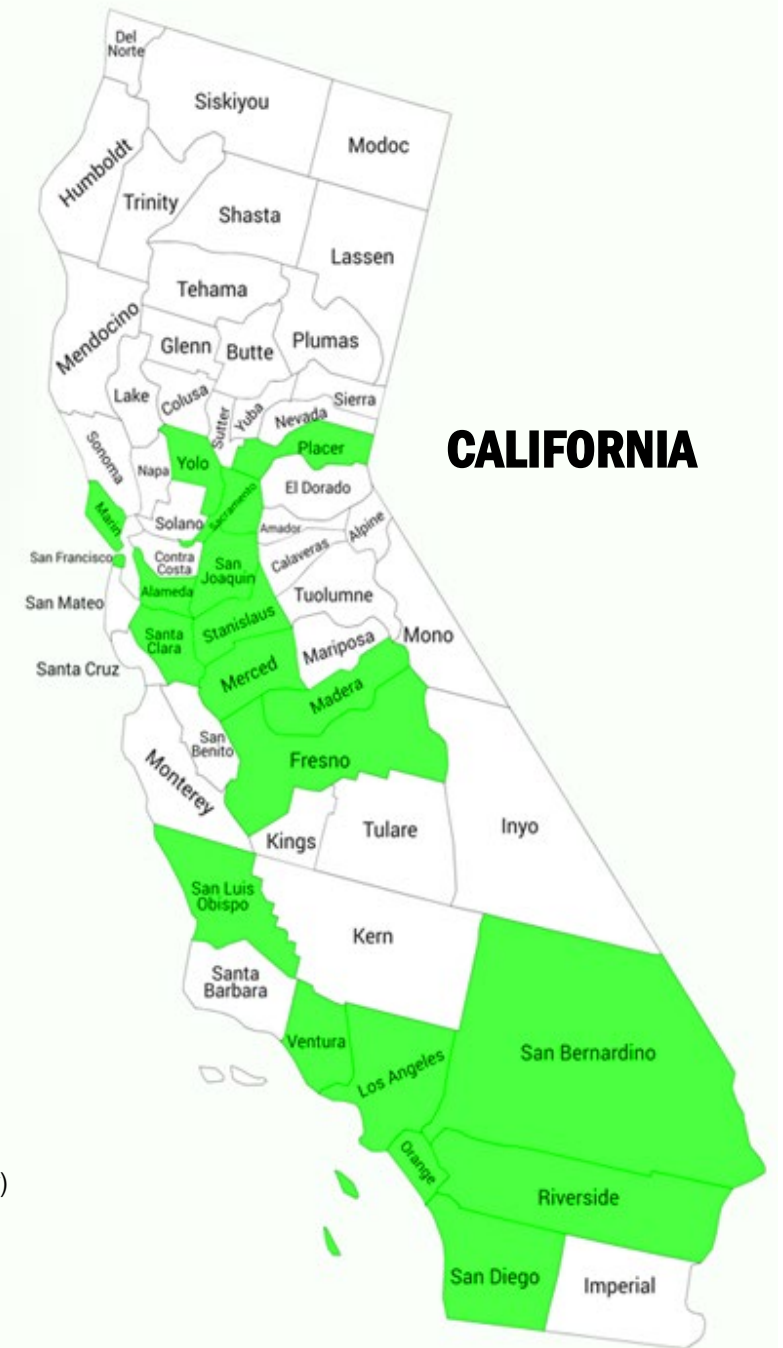 Del
Norte
Siskiyou
Modoc
Humboldt
Trinity
Shasta
Lassen
Tehama
Mendocino
Glenn
Butte
Plumas
Lake
Colusa
Sutter
Yuba
Nevada
Sierra
CALIFORNIA
Sonoma
Napa
Yolo
Placer
El Dorado
Marin
Solano
Sacramento
Amador
Alpine
San Francisco
Contra
Costa
San
Joaquin
Calaveras
Alameda
San Mateo
Tuolumne
Santa
Clara
Stanislaus
Mono
Mariposa
Santa Cruz
Merced
Madera
San
Benito
Fresno
Monterey
Kings
Tulare
Inyo
San Luis
Obispo
Kern
Santa
Barbara
Ventura
Los Angeles
San Bernardino
Orange
)
Riverside
San Diego
Imperial